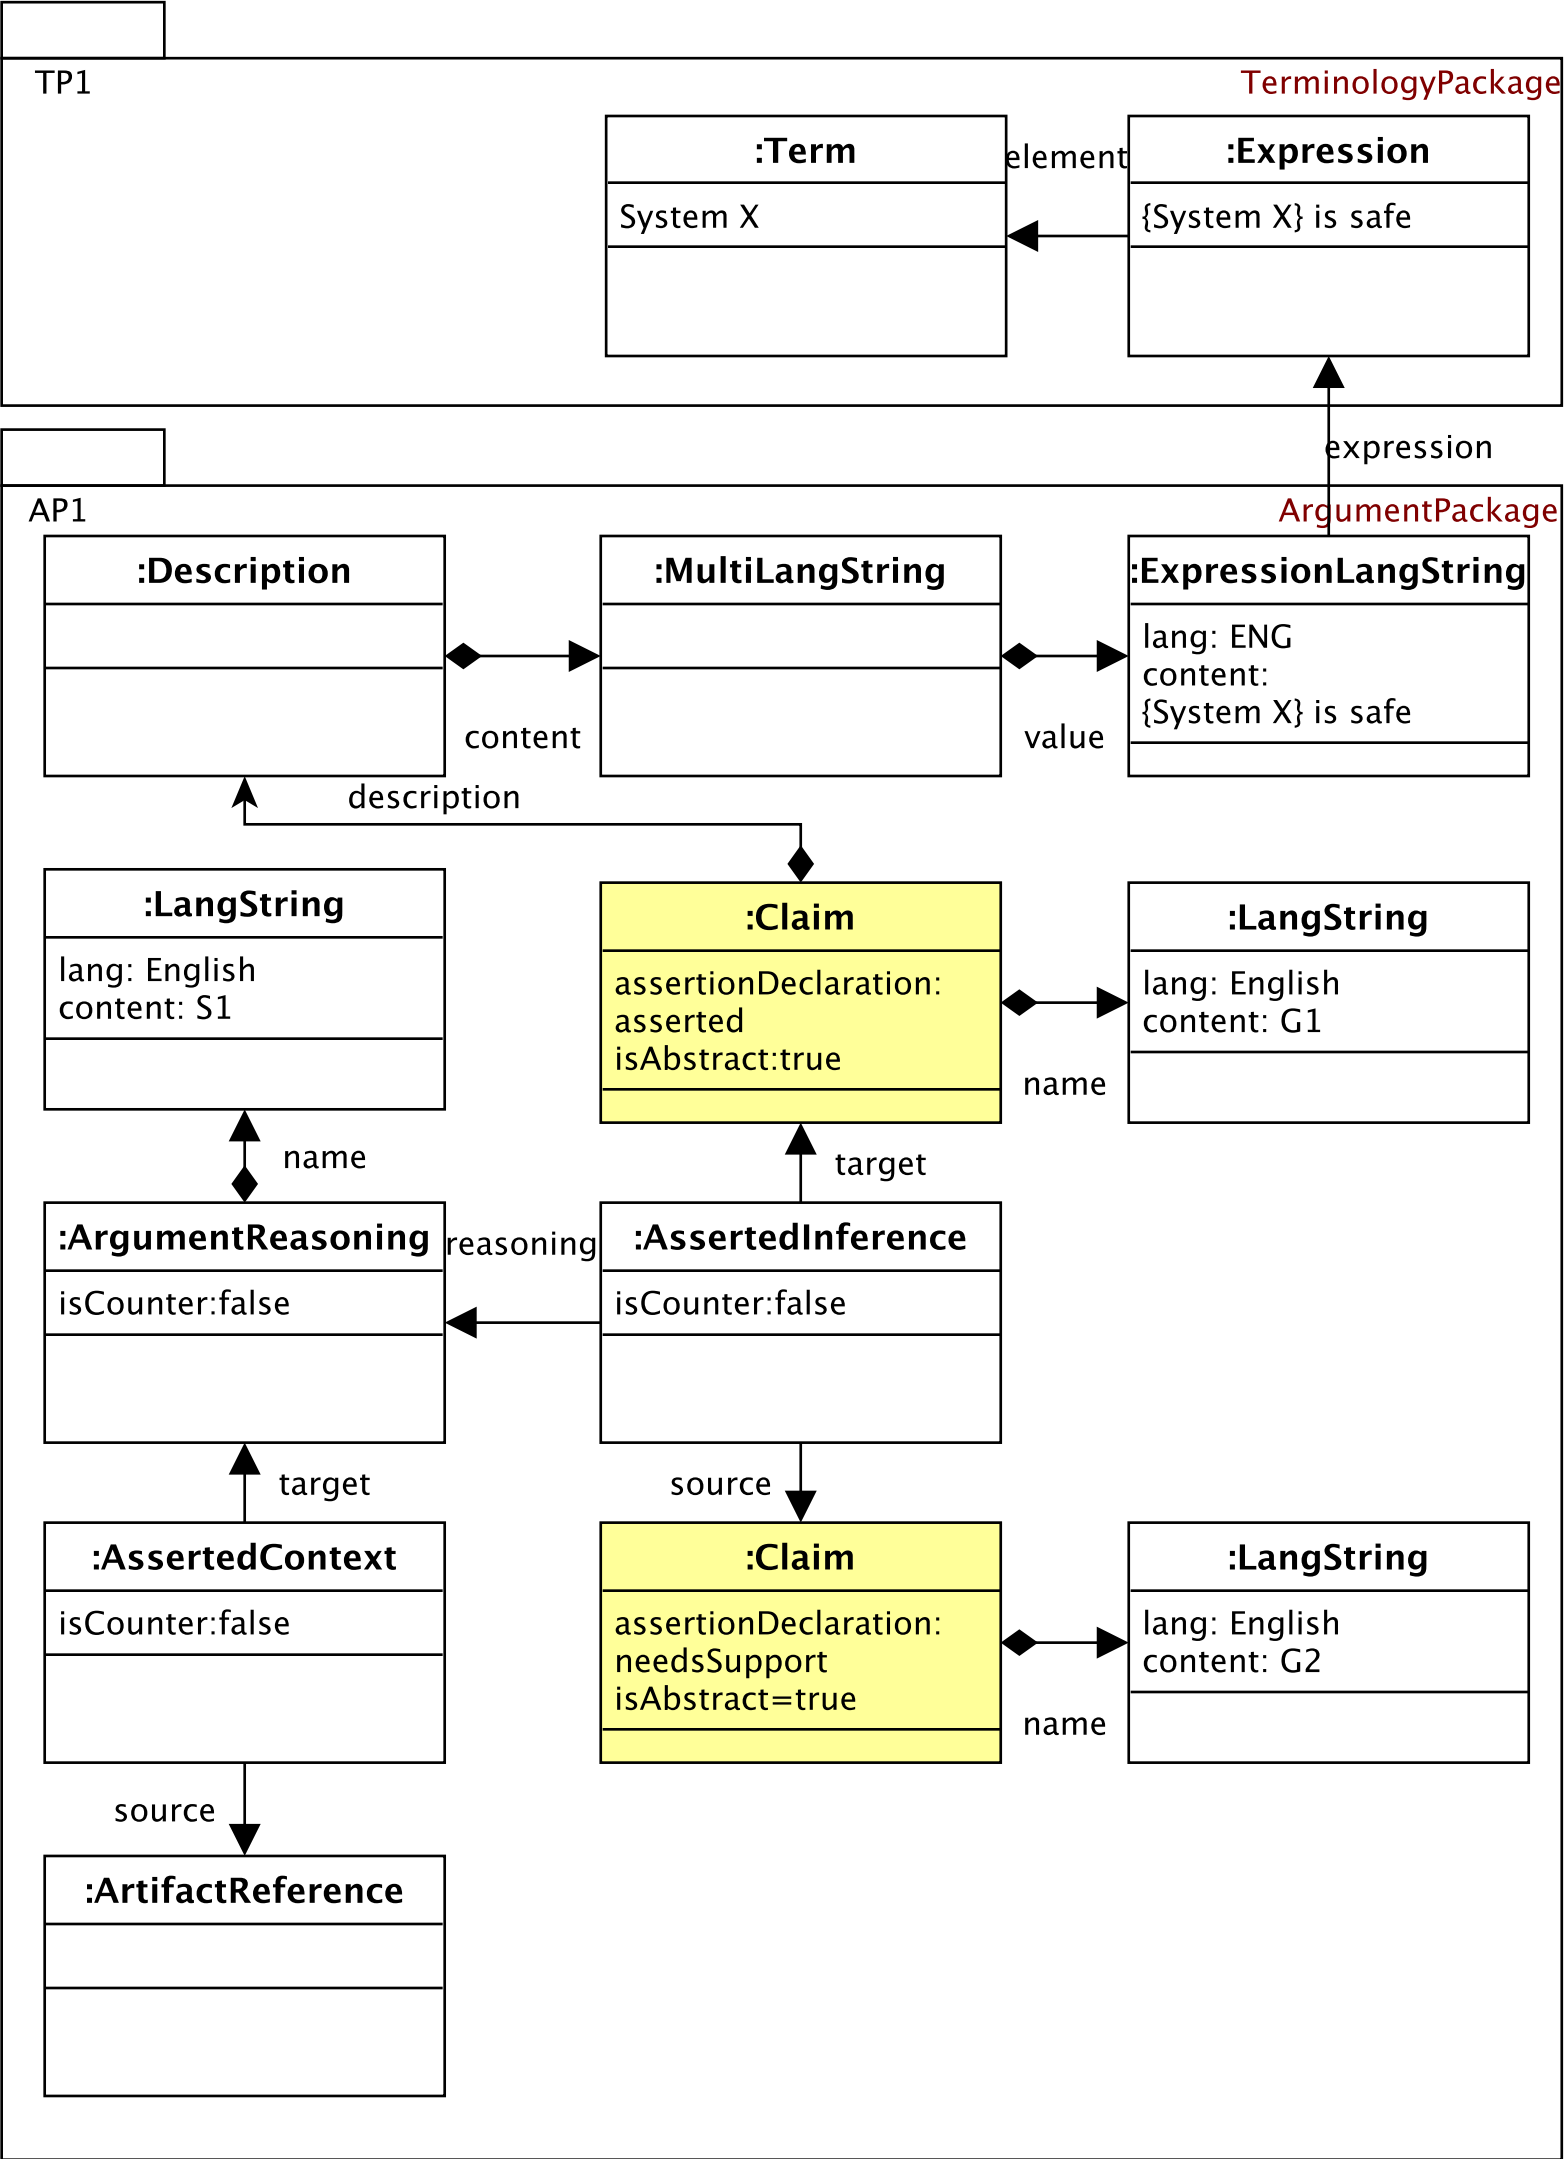 TP1
TerminologyPackage
:Term
System X
element
:Expression
{System X} is safe
expression
AP1
ArgumentPackage
:Description
content
:MultiLangString
value
:ExpressionLangString
lang: ENG
content:
{System X} is safe
description
:LangString
lang: English
content: S1
:Claim
assertionDeclaration:
asserted
isAbstract:true
name
:LangString
lang: English
content: G1
name
target
:ArgumentReasoning
isCounter:false
reasoning
:AssertedInference
isCounter:false
target
source
:AssertedContext
isCounter:false
:Claim
assertionDeclaration:
needsSupport
isAbstract=true
name
:LangString
lang: English
content: G2
source
:ArtifactReference